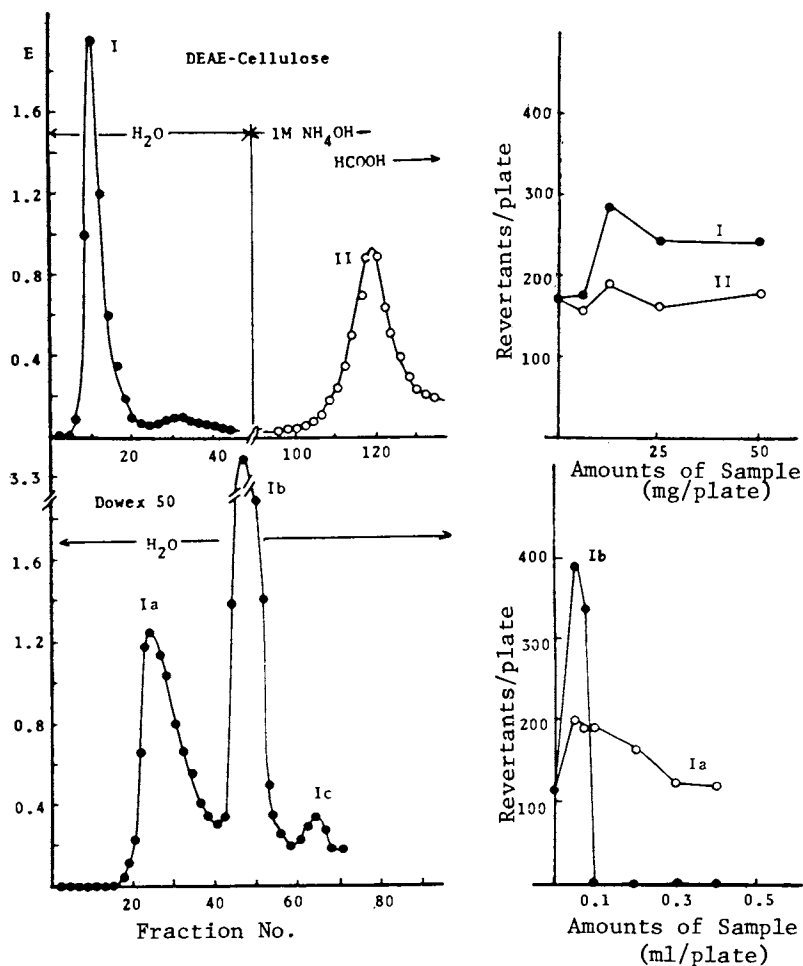 E
I
DEAE-Cellulose
1.8
H2O
1M NH4OH
HCOOH
1.2
II
0.8
0.4
20
40
100
120
Revertants/plate
400
300
200
100
I
II
25
50
Amounts of Sample
(mg/plate)
3.3
Dowex 50
Ib
H2O
1.6
Ia
1.2
0.8
Ic
0.4
20
40
60
80
Fraction No.
Revertants/plate
400
300
200
100
Ib
Ia
0.1
0.3
0.5
Amounts of Sample
(ml/plate)